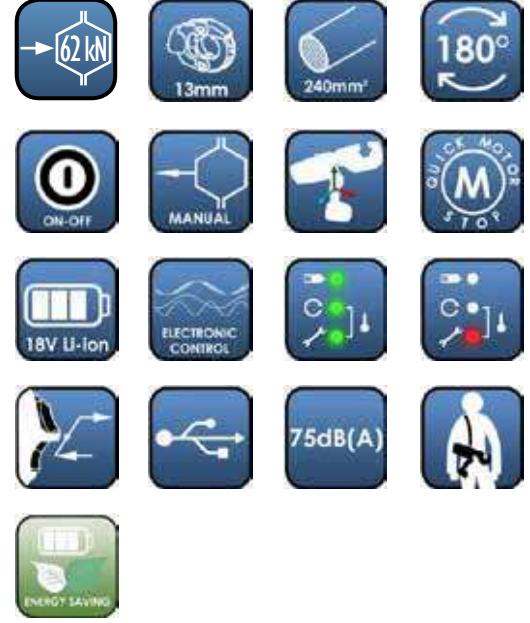 62 kN
13mm
240mm²
180°
ON-OFF
MANUAL
QUICK MOTOR
M
STOP
18V Li-Ion
ELECTRONIC
CONTROL
75dB(A)
ENERGY SAVING